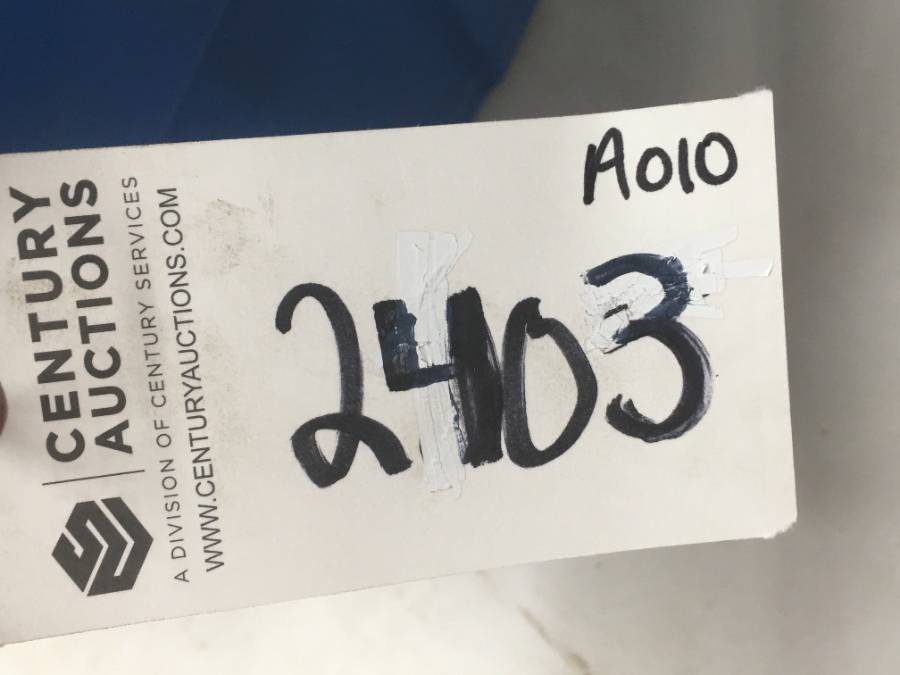 CENTURY
AUCTIONS
A DIVISION OF CENTURY SERVICES
WWW.CENTURYAUCTIONS.COM
A010
2403